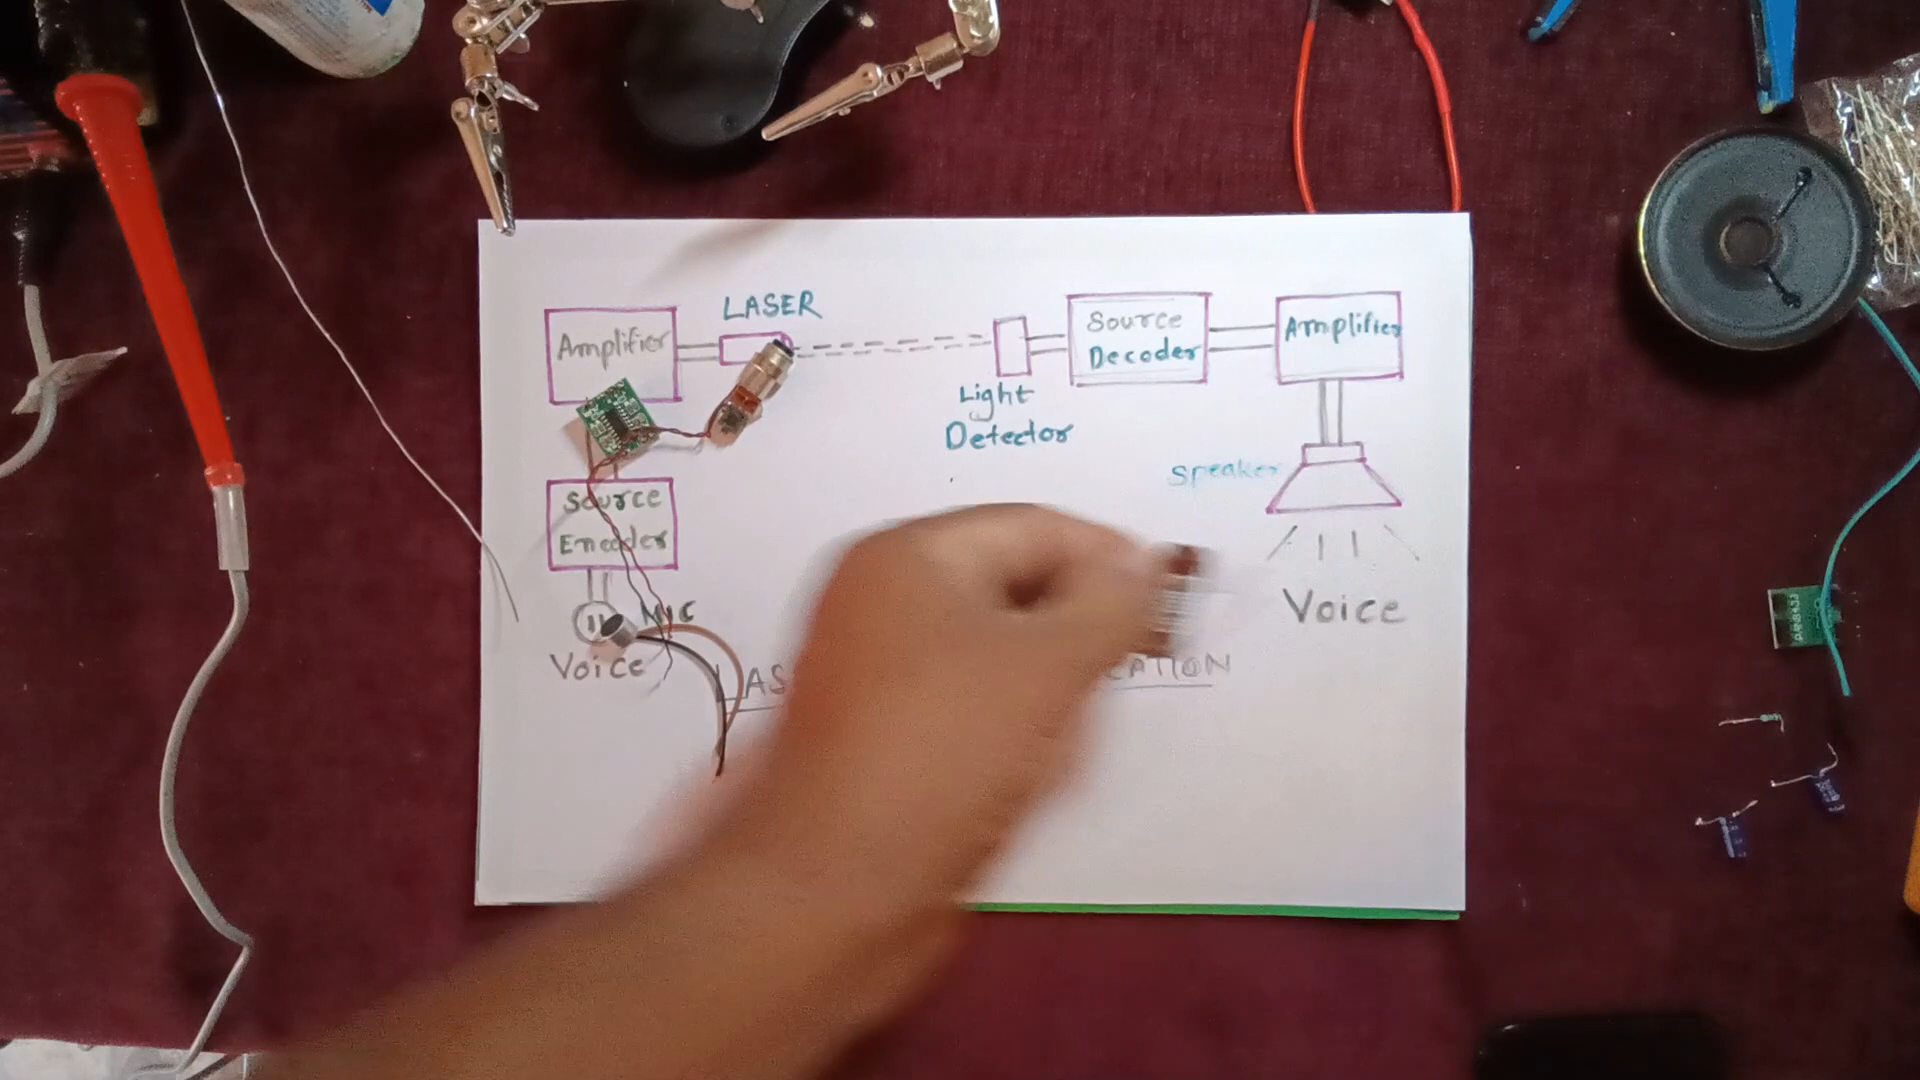 LASER
Amplifier
Source
Decoder
Amplifier
Light
Detector
Speaker
Source
Encoder
MIC
Voice
Voice